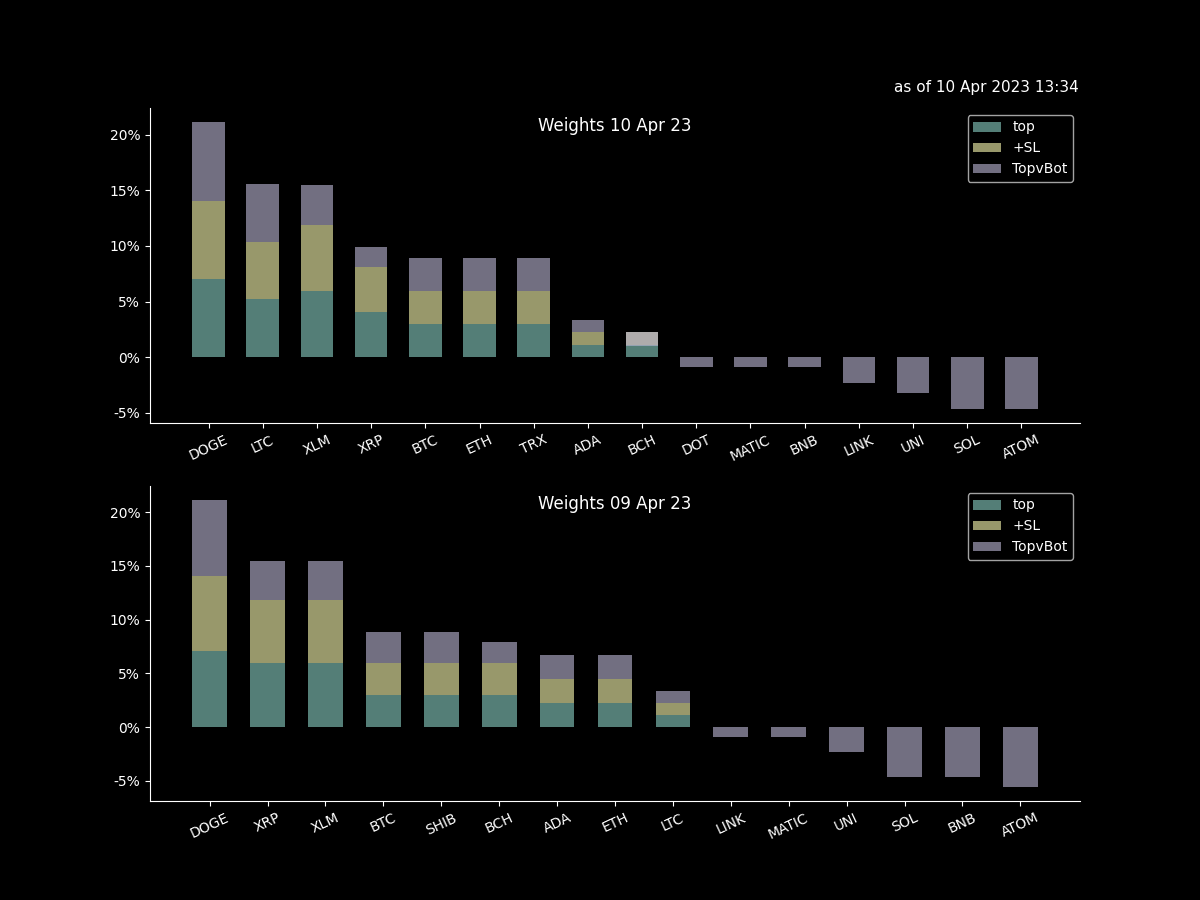 as of 10 Apr 2023 13:34
Weights 10 Apr 23
top
+SL
TopvBot
20%
15%
10%
5%
0%
-5%
DOGE LTC XLM XRP BTC ETH TRX ADA BCH DOT MATIC BNB LINK UNI SOL ATOM
Weights 09 Apr 23
top
+SL
TopvBot
20%
15%
10%
5%
0%
-5%
DOGE XRP XLM BTC SHIB BCH ADA ETH LTC LINK MATIC UNI SOL BNB ATOM